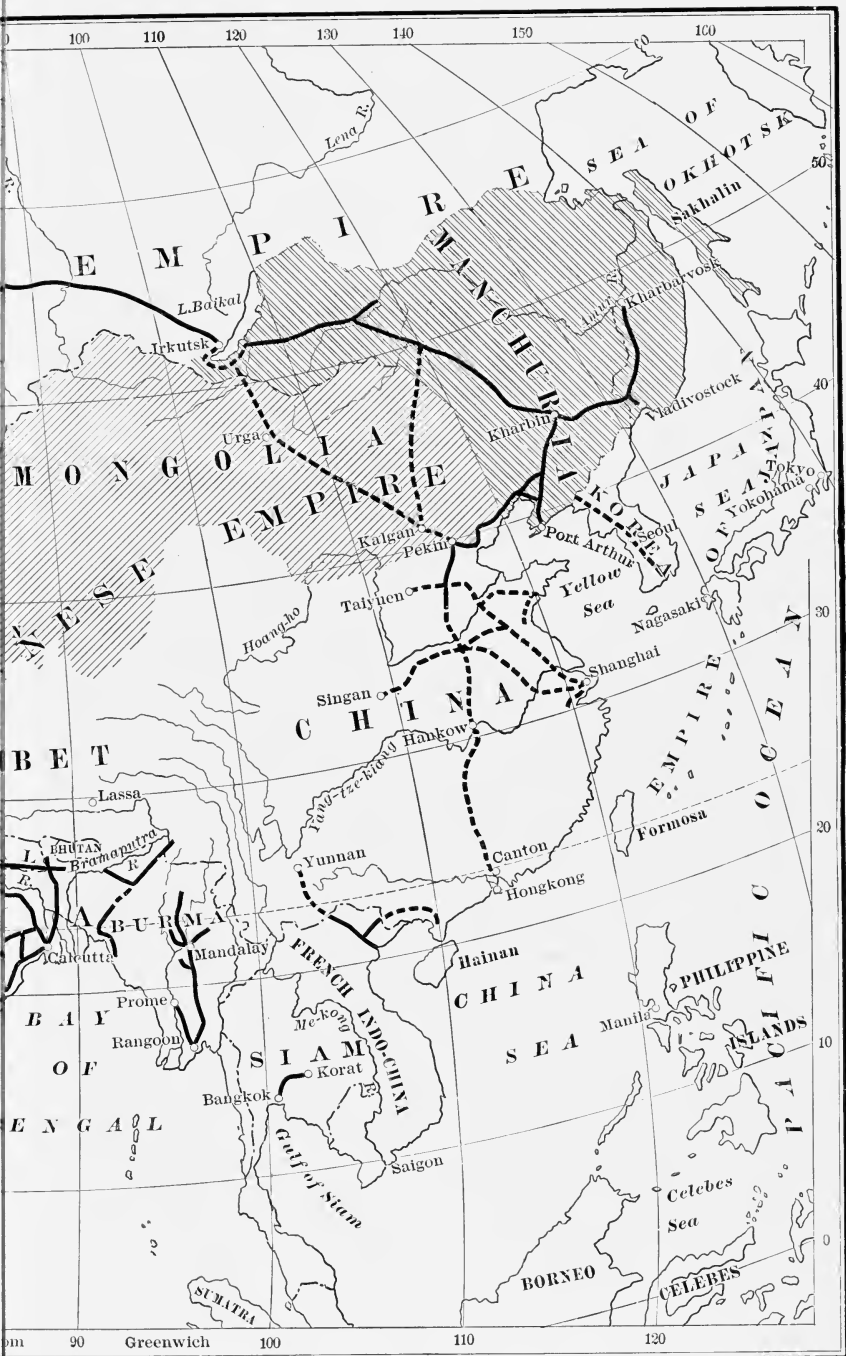 100 110 120 130 140 150 160
60
Lena R.
SEA OF
OKHOTSK
50
Sakhalin
EMPIRE
MANCHURIA
L.Baikal
Amur R.
Kharbarvosk
Irkutsk
40
Vladivostock
Kharbin
Urga
MONGOLIA
JAPAN
SEA OF JAPAN
Tokyo
Yokohama
KOREA
Seoul
NESE EMPIRE
Kalgan
Pekin
Port Arthur
Taiyuen
Yellow
Sea
Nagasaki
30
Hoang-ho
Shanghai
Singan
CHINA
Hankow
EMPIRE
PACIFIC OCEAN
BET
Yang-tze-kiang
Lassa
Formosa
20
BHUTAN
L
Bramaputra
R
R.
Yunnan
Canton
Hongkong
A
BURMA
Calcutta
Mandalay
Hainan
FRENCH INDO-CHINA
CHINA
SEA
PHILIPPINE
ISLANDS
Prome
Me-kong
R.
Manila
BAY
OF
ENGAL
Rangoon
10
SIAM
Korat
Bangkok
Gulf of Siam
Saigon
Celebes
Sea
0
BORNEO
CELEBES
SUMATRA
om 90 Greenwich 100 110 120